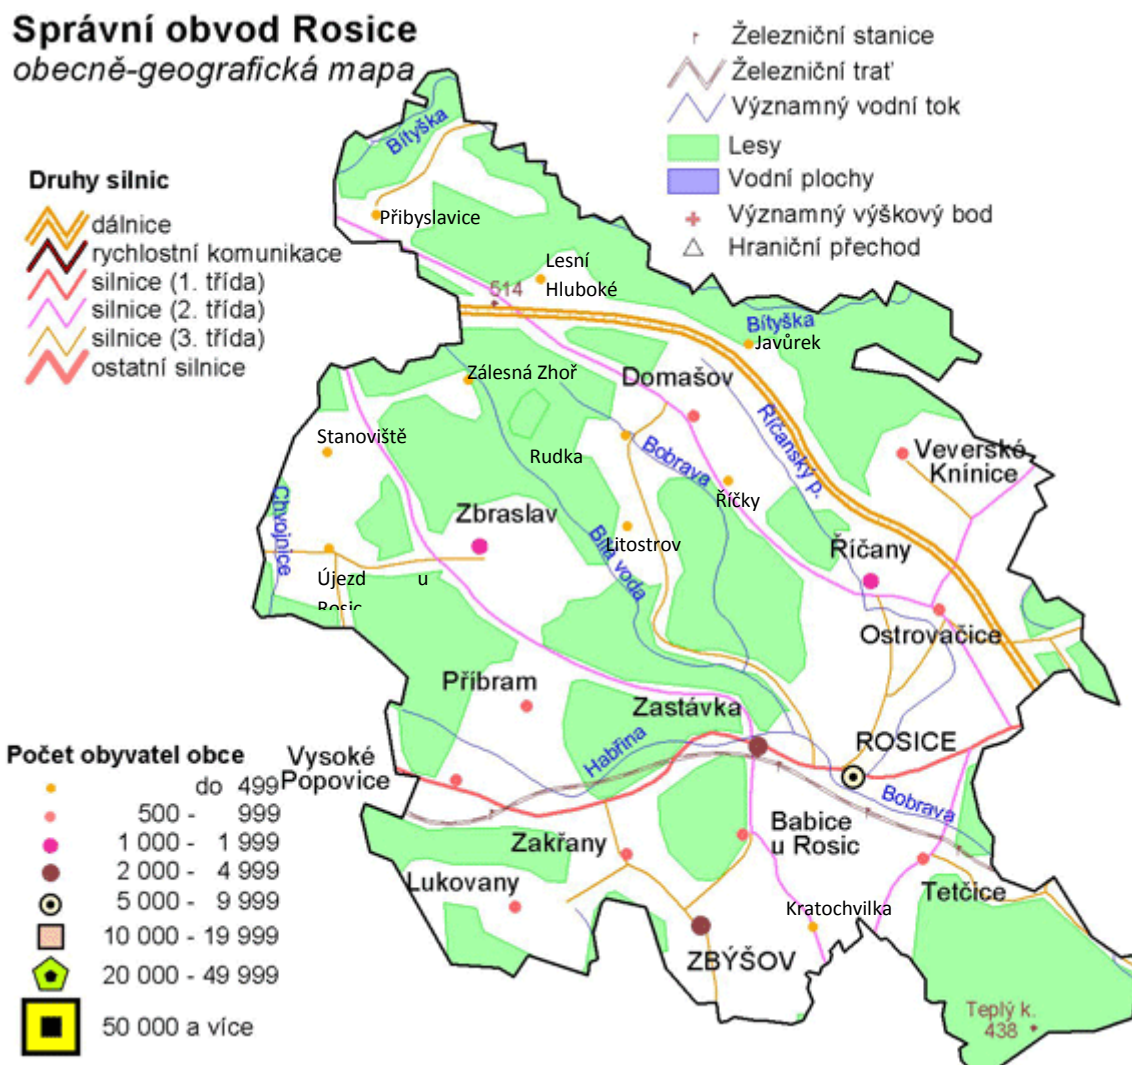 Správní obvod Rosice
obecně-geografická mapa
Železniční stanice
Železniční trať
Významný vodní tok
Lesy
Vodní plochy
Významný výškový bod
Hraniční přechod
Druhy silnic
dálnice
rychlostní komunikace
silnice (1. třída)
silnice (2. třída)
silnice (3. třída)
ostatní silnice
Bítyška
Přibyslavice
Lesní
Hluboké
514
Bítyška
Javůrek
Zálesná Zhoř
Domašov
Říčanský p.
Stanoviště
Rudka
Bobrava
Veverské
Knínice
Říčky
Chvojnice
Zbraslav
Litostrov
Bílá voda
Říčany
Újezd u
Rosic
Ostrovačice
Příbram
Zastávka
Habřina
ROSICE
Vysoké
Popovice
Bobrava
Babice
u Rosic
Zakřany
Lukovany
Tetčice
Kratochvilka
ZBÝŠOV
Teplý k.
438
Počet obyvatel obce
do 499
500 - 999
1 000 - 1 999
2 000 - 4 999
5 000 - 9 999
10 000 - 19 999
20 000 - 49 999
50 000 a více